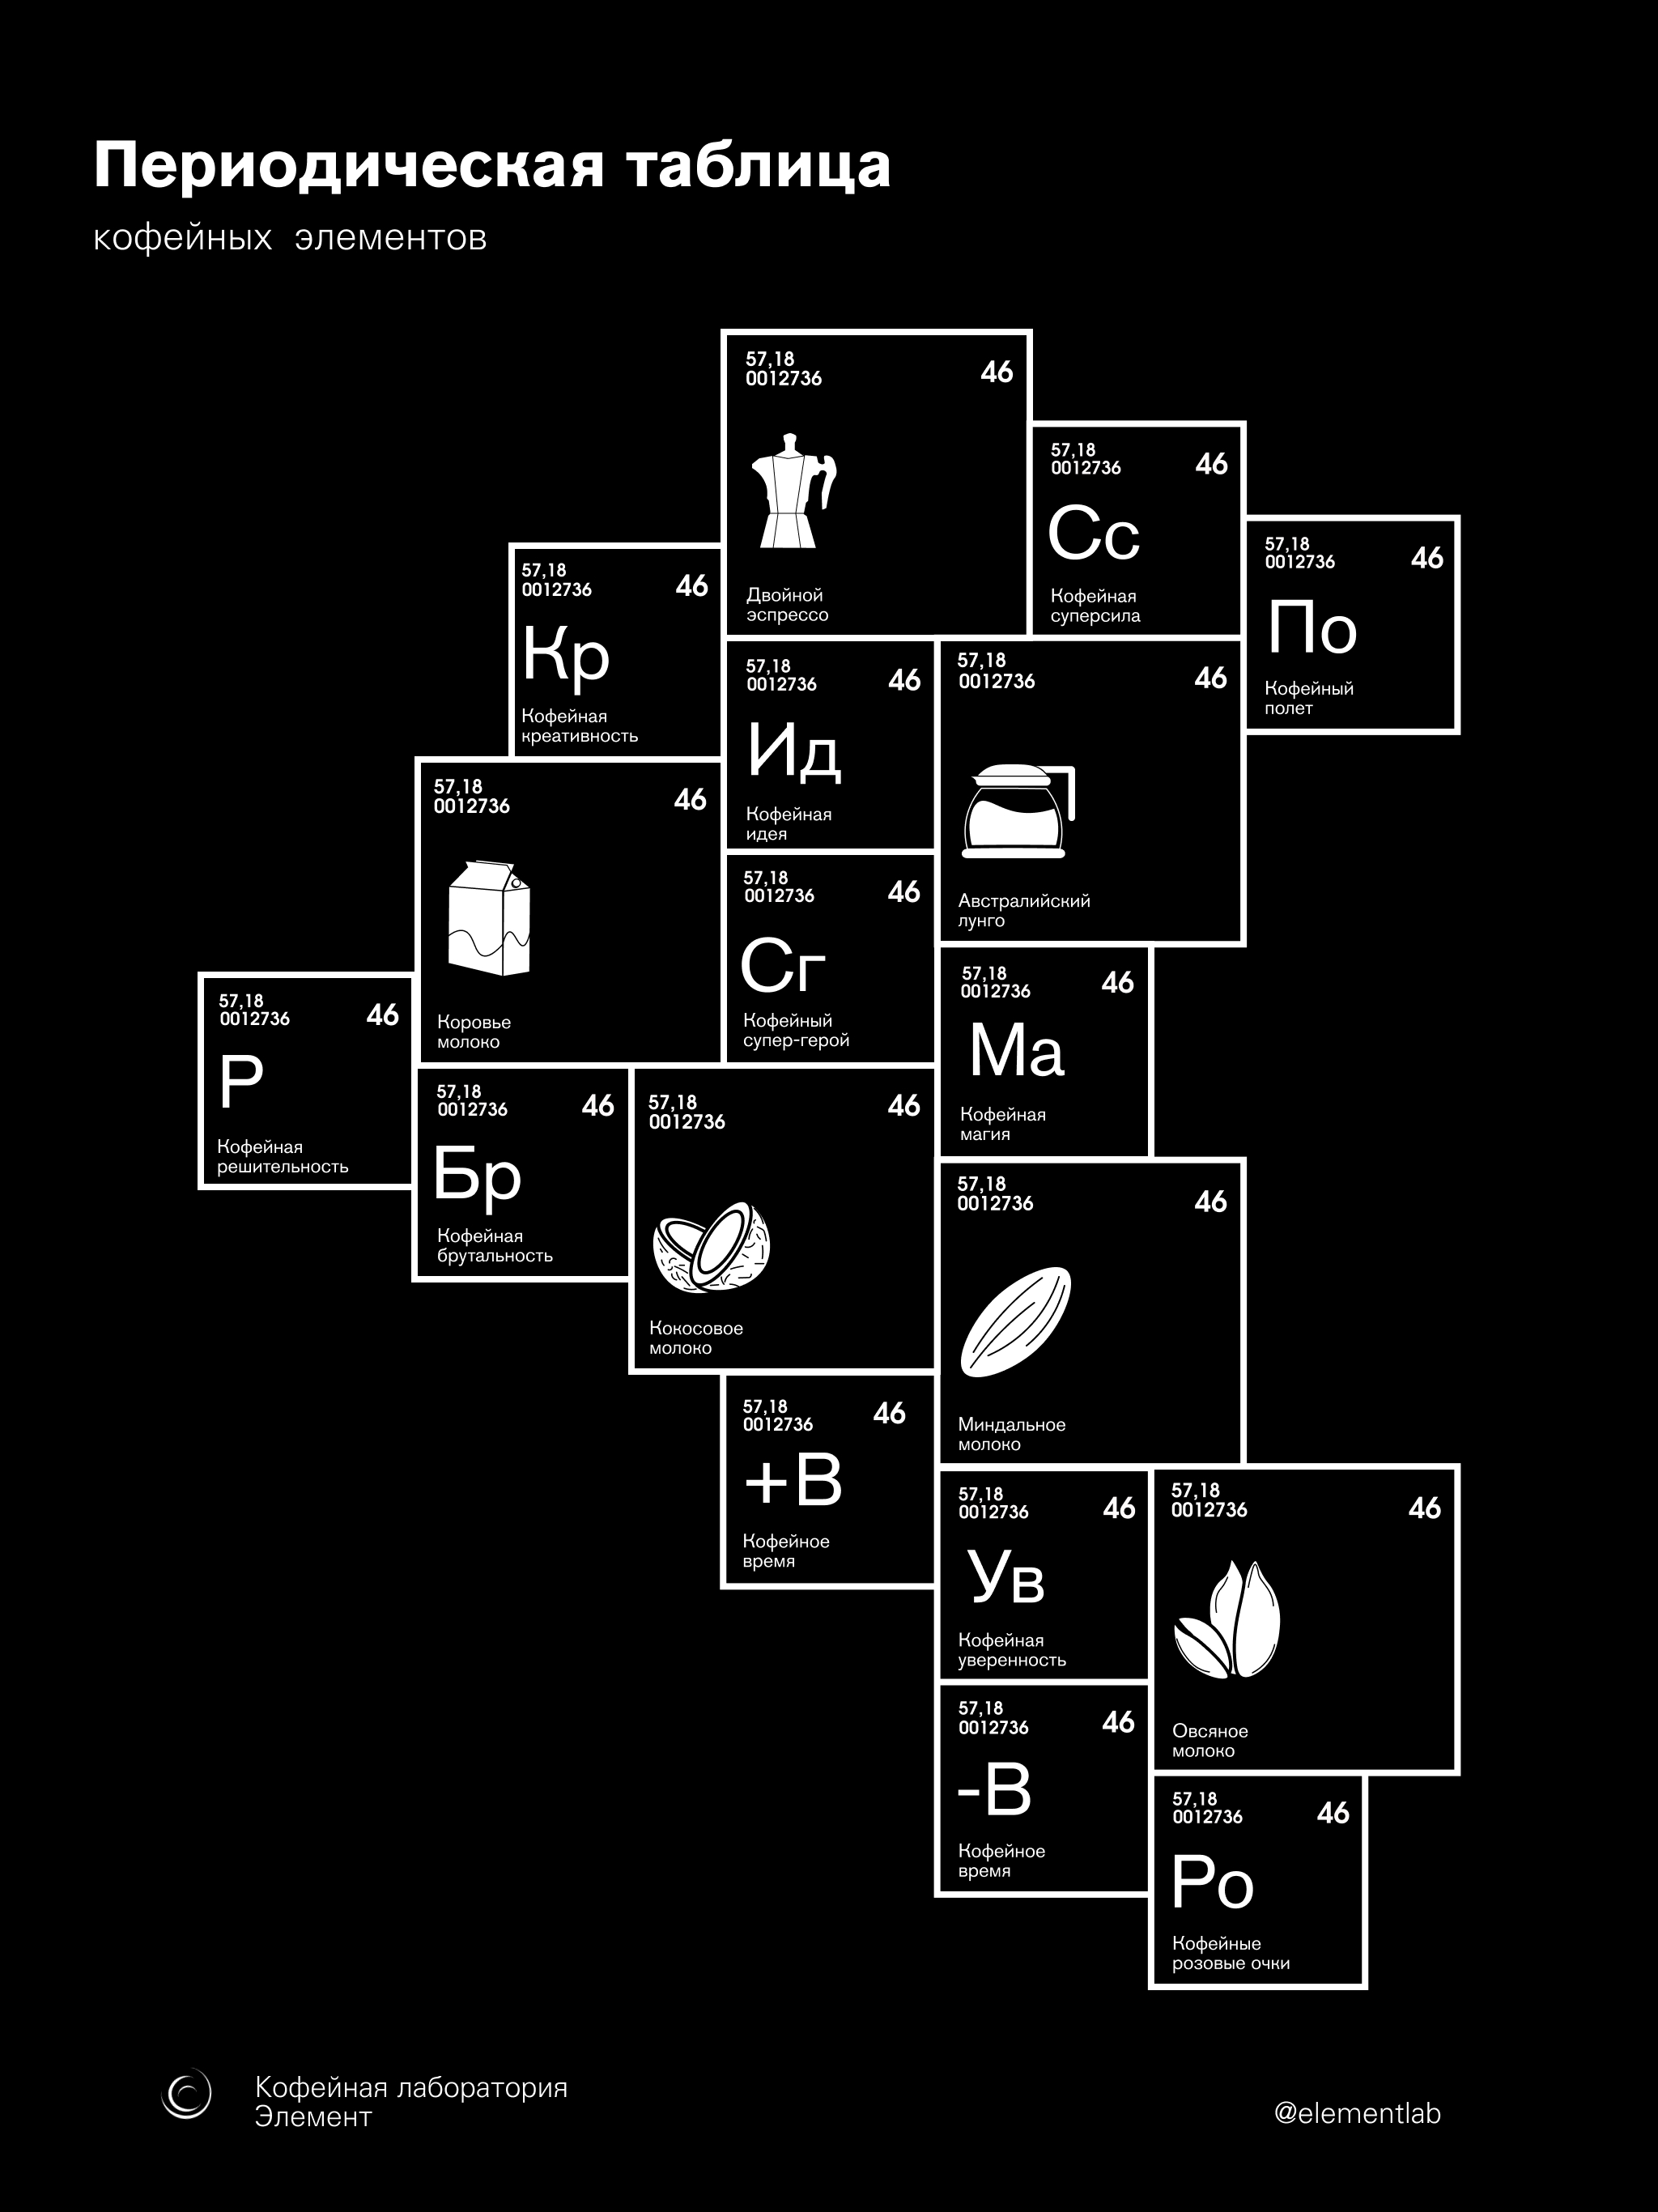 Периодическая таблица
кофейных элементов
57,18
0012736
46
Двойной
эспрессо
57,18
0012736
46
Сс
Кофейная
суперсила
57,18
0012736
46
По
Кофейный
полет
57,18
0012736
46
Кр
Кофейная
креативность
57,18
0012736
46
Ид
Кофейная
идея
57,18
0012736
46
Австралийский
лунго
57,18
0012736
46
Коровье
молоко
57,18
0012736
46
Сг
Кофейный
супер-герой
57,18
0012736
46
Ма
Кофейная
магия
57,18
0012736
46
Р
Кофейная
решительность
57,18
0012736
46
Бр
Кофейная
брутальность
57,18
0012736
46
Кокосовое
молоко
57,18
0012736
46
Миндальное
молоко
57,18
0012736
46
+В
Кофейное
время
57,18
0012736
46
Ув
Кофейная
уверенность
57,18
0012736
46
Овсяное
молоко
57,18
0012736
46
-В
Кофейное
время
57,18
0012736
46
Ро
Кофейные
розовые очки
Кофейная лаборатория
Элемент
@elementlab